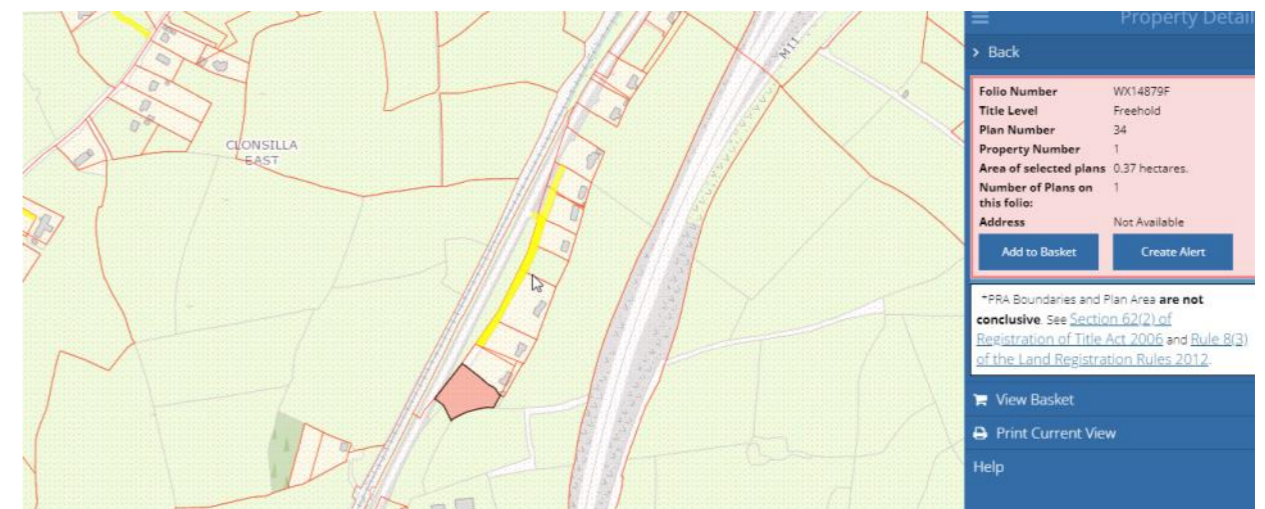 CLONSILLA
EAST
M11
Property Detail
> Back
Folio Number WX14879F
Title Level Freehold
Plan Number 34
Property Number 1
Area of selected plans 0.37 hectares.
Number of Plans on 1
this folio:
Address Not Available
Add to Basket Create Alert
*PRA Boundaries and Plan Area are not
conclusive. See Section 62(2) of
Registration of Title Act 2006 and Rule 8(3)
of the Land Registration Rules 2012.
View Basket
Print Current View
Help